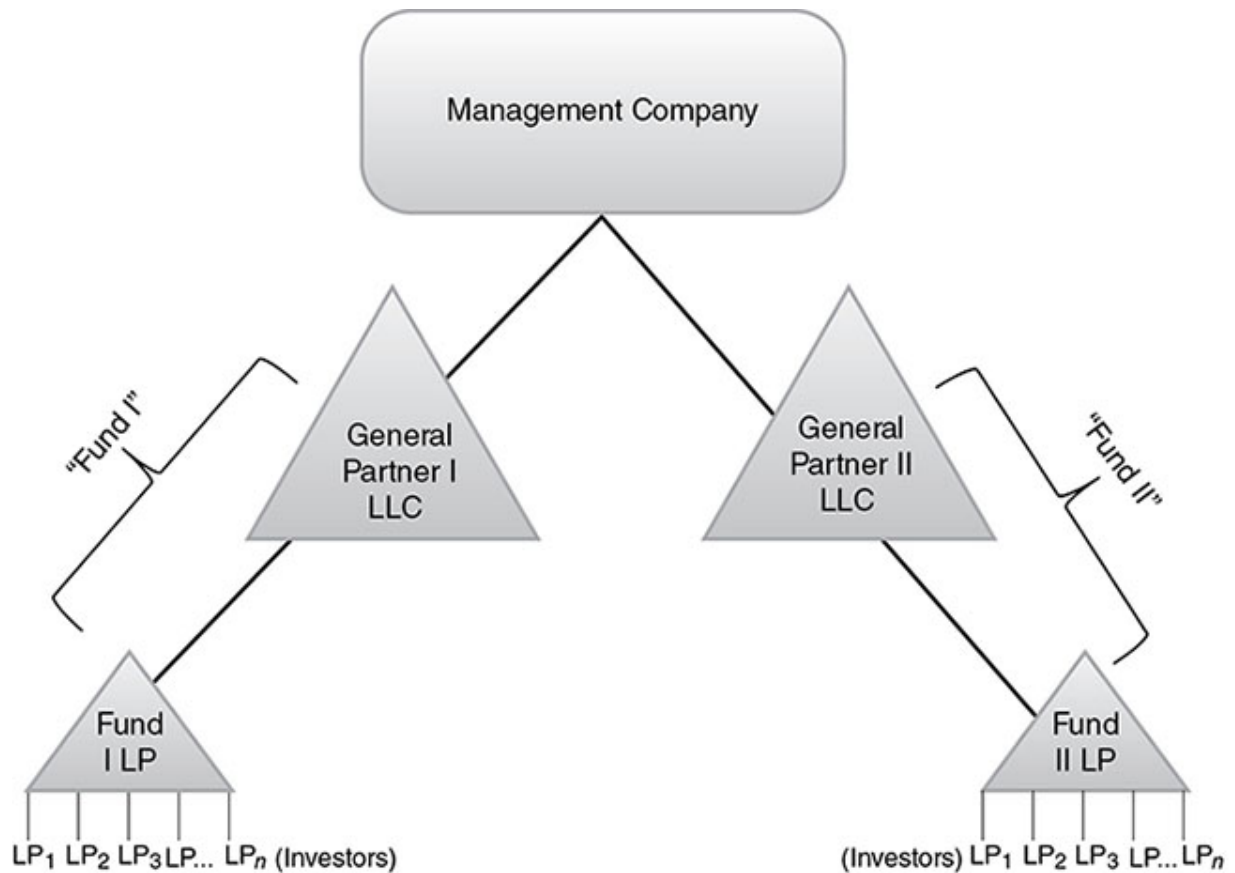 Management Company
“Fund I”
General
Partner I
LLC
General
Partner II
LLC
“Fund II”
Fund
I LP
Fund
II LP
LP₁ LP₂ LP₃ LP... LPₙ (Investors)
(Investors) LP₁ LP₂ LP₃ LP... LPₙ